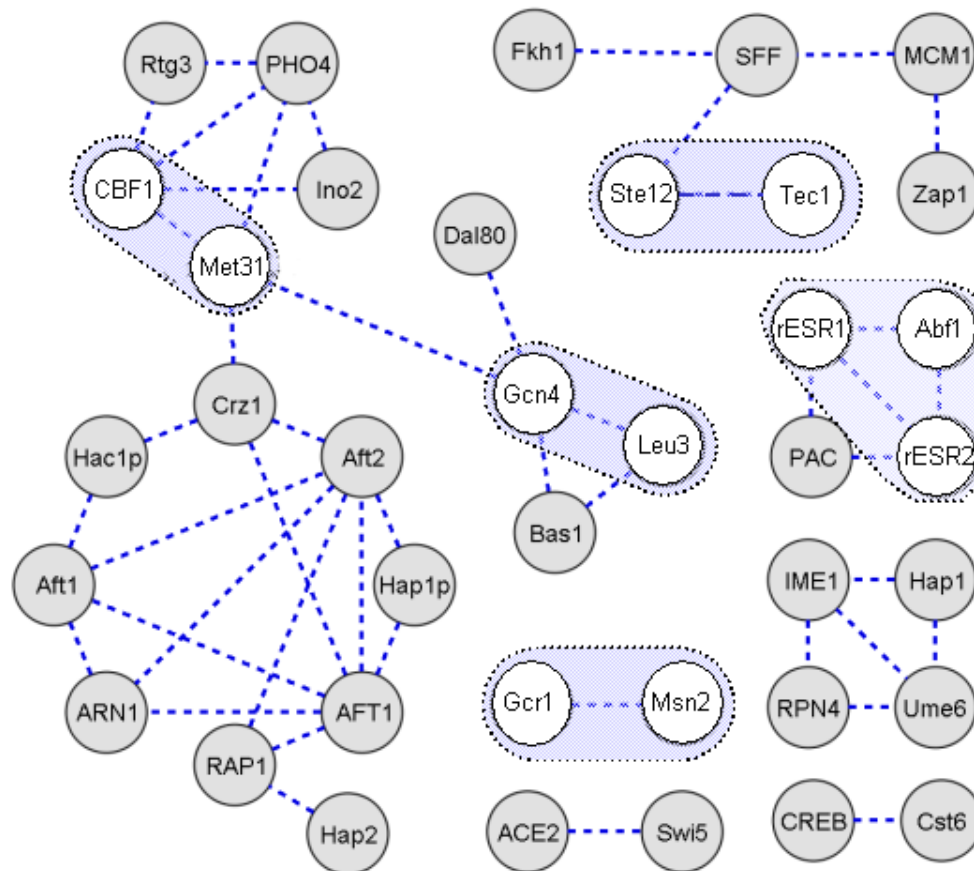 Rtg3
PHO4
CBF1
Ino2
Met31
Fkh1
SFF
MCM1
Ste12
Tec1
Zap1
Dal80
Gcn4
Leu3
Bas1
rESR1
Abf1
PAC
rESR2
Crz1
Hac1p
Aft2
Aft1
Hap1p
ARN1
AFT1
RAP1
Hap2
Gcr1
Msn2
ACE2
Swi5
IME1
Hap1
RPN4
Ume6
CREB
Cst6